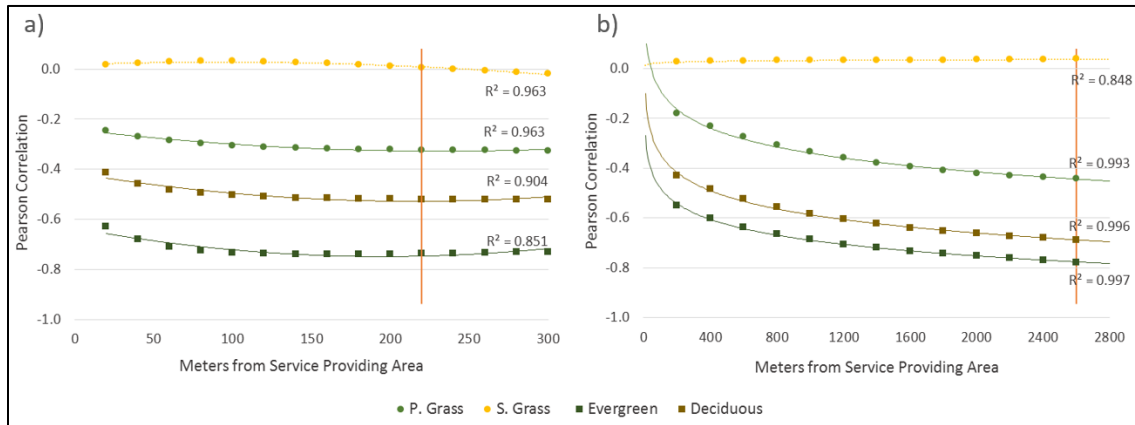 a)
0.0
-0.2
-0.4
-0.6
-0.8
-1.0
Pearson Correlation
R² = 0.963
R² = 0.963
R² = 0.904
R² = 0.851
0 50 100 150 200 250 300
Meters from Service Providing Area
b)
0.0
-0.2
-0.4
-0.6
-0.8
-1.0
Pearson Correlation
R² = 0.848
R² = 0.993
R² = 0.996
R² = 0.997
0 400 800 1200 1600 2000 2400 2800
Meters from Service Providing Area
P. Grass S. Grass Evergreen Deciduous